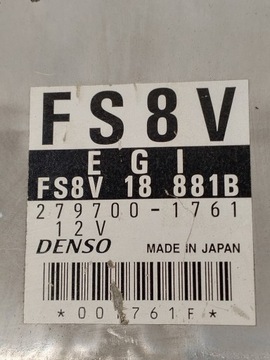 FS8V
EGI
FS8V 18 881B
279700-1761
12V
DENSO MADE IN JAPAN